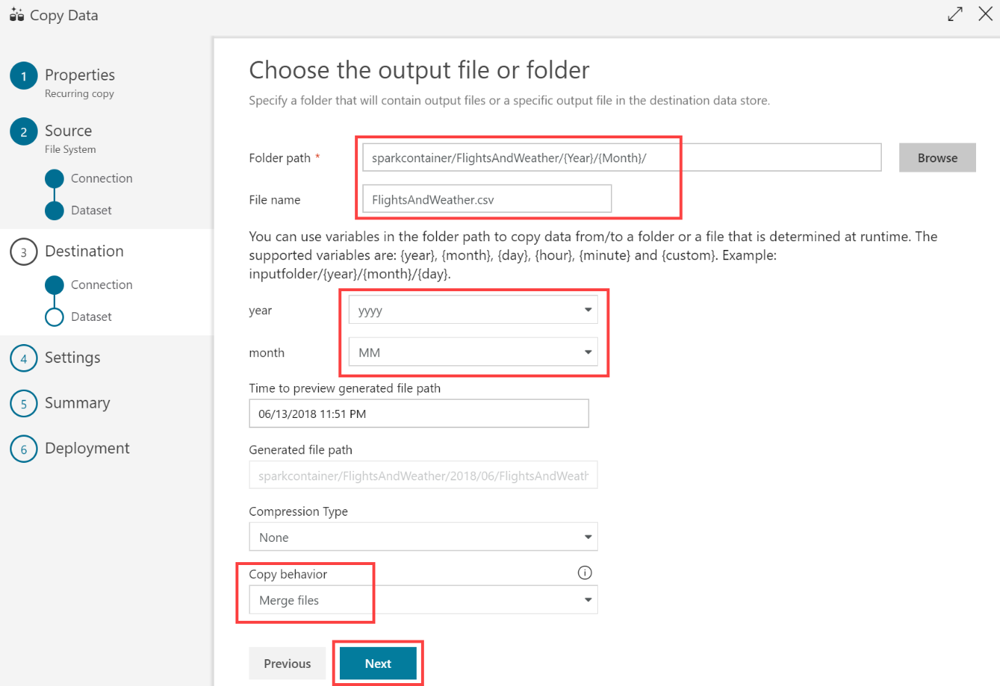 Copy Data
1 Properties
Recurring copy
2 Source
File System
Connection
Dataset
3 Destination
Connection
Dataset
4 Settings
5 Summary
6 Deployment
Choose the output file or folder
Specify a folder that will contain output files or a specific output file in the destination data store.
Folder path * sparkcontainer/FlightsAndWeather/{Year}/{Month}/ Browse
File name FlightsAndWeather.csv
You can use variables in the folder path to copy data from/to a folder or a file that is determined at runtime. The
supported variables are: {year}, {month}, {day}, {hour}, {minute} and {custom}. Example:
inputfolder/{year}/{month}/{day}.
year yyyy
month MM
Time to preview generated file path
06/13/2018 11:51 PM
Generated file path
sparkcontainer/FlightsAndWeather/2018/06/FlightsAndWeath
Compression Type
None
Copy behavior i
Merge files
Previous Next